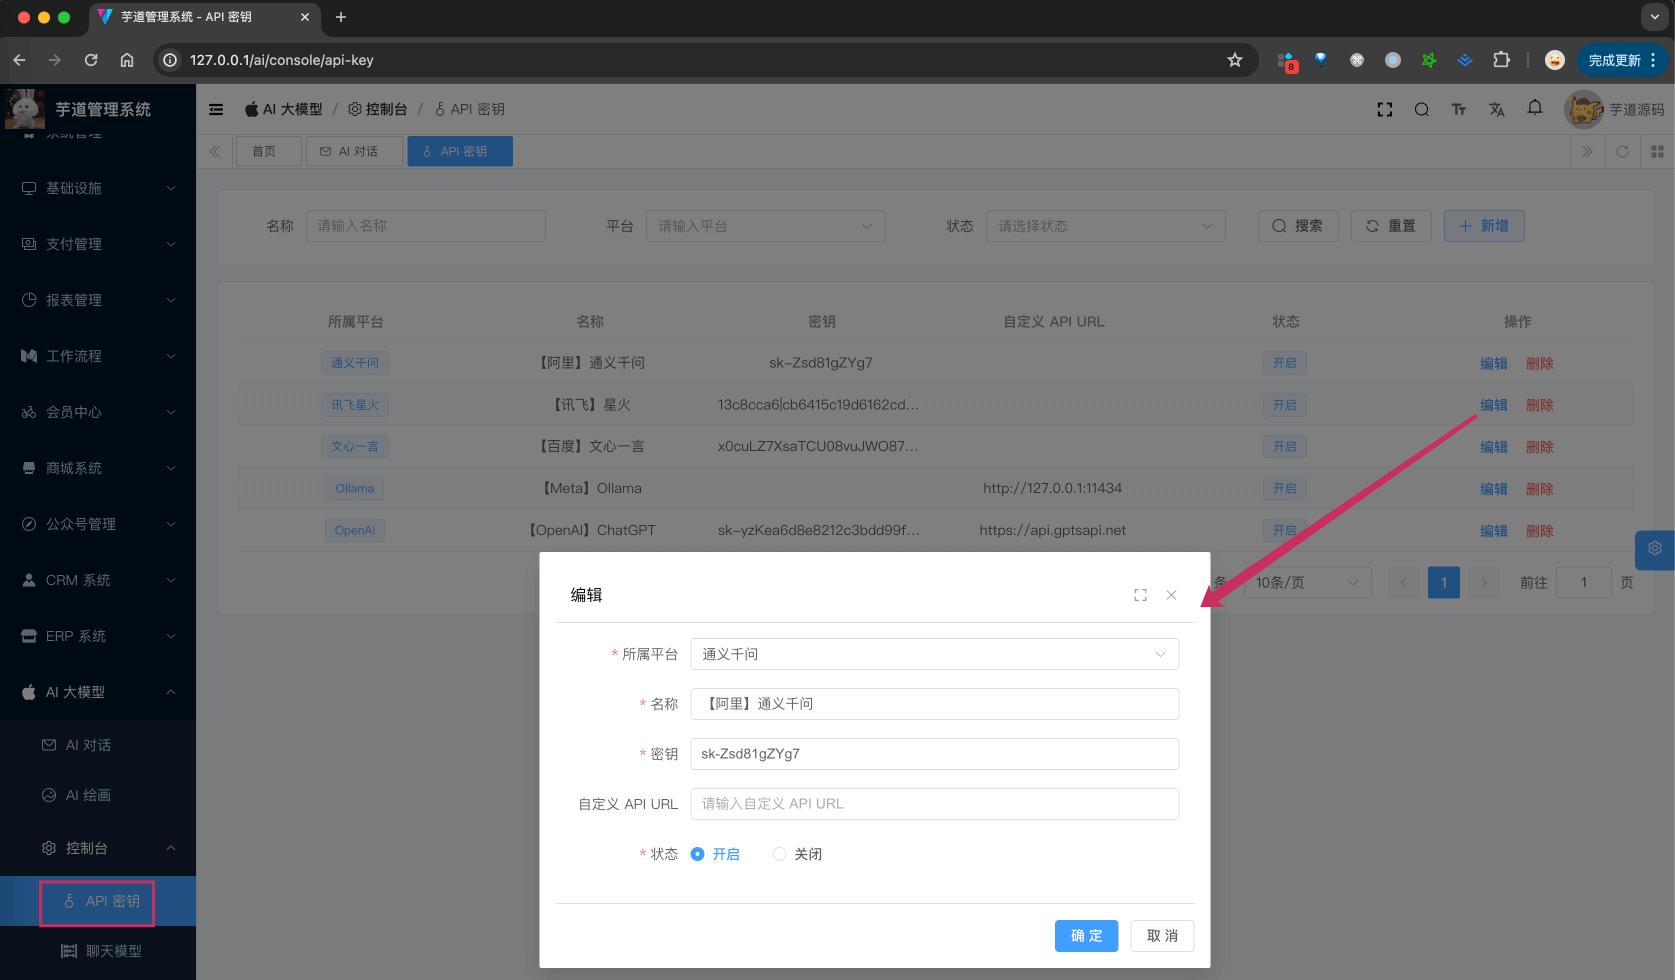 芋道管理系统 - API 密钥
127.0.0.1/ai/console/api-key
8
完成更新
芋道管理系统
AI 大模型 / 控制台 / API 密钥
芋道源码
首页
AI 对话
API 密钥
系统管理
基础设施
支付管理
报表管理
工作流程
会员中心
商城系统
公众号管理
CRM 系统
ERP 系统
AI 大模型
AI 对话
AI 绘画
控制台
API 密钥
聊天模型
名称 请输入名称 平台 请输入平台 状态 请选择状态 搜索 重置 新增
所属平台 名称 密钥 自定义 API URL 状态 操作
通义千问 【阿里】通义千问 sk-Zsd81gZYg7 开启 编辑 删除
讯飞星火 【讯飞】星火 13c8cca6|cb6415c19d6162cd... 开启 编辑 删除
文心一言 【百度】文心一言 x0cuLZ7XsaTCU08vuJWO87... 开启 编辑 删除
Ollama 【Meta】Ollama http://127.0.0.1:11434 开启 编辑 删除
OpenAI 【OpenAI】ChatGPT sk-yzKea6d8e8212c3bdd99f... https://api.gptsapi.net 开启 编辑 删除
条 10条/页 1 前往 1 页
编辑
* 所属平台 通义千问
* 名称 【阿里】通义千问
* 密钥 sk-Zsd81gZYg7
自定义 API URL 请输入自定义 API URL
* 状态 开启 关闭
确 定 取 消